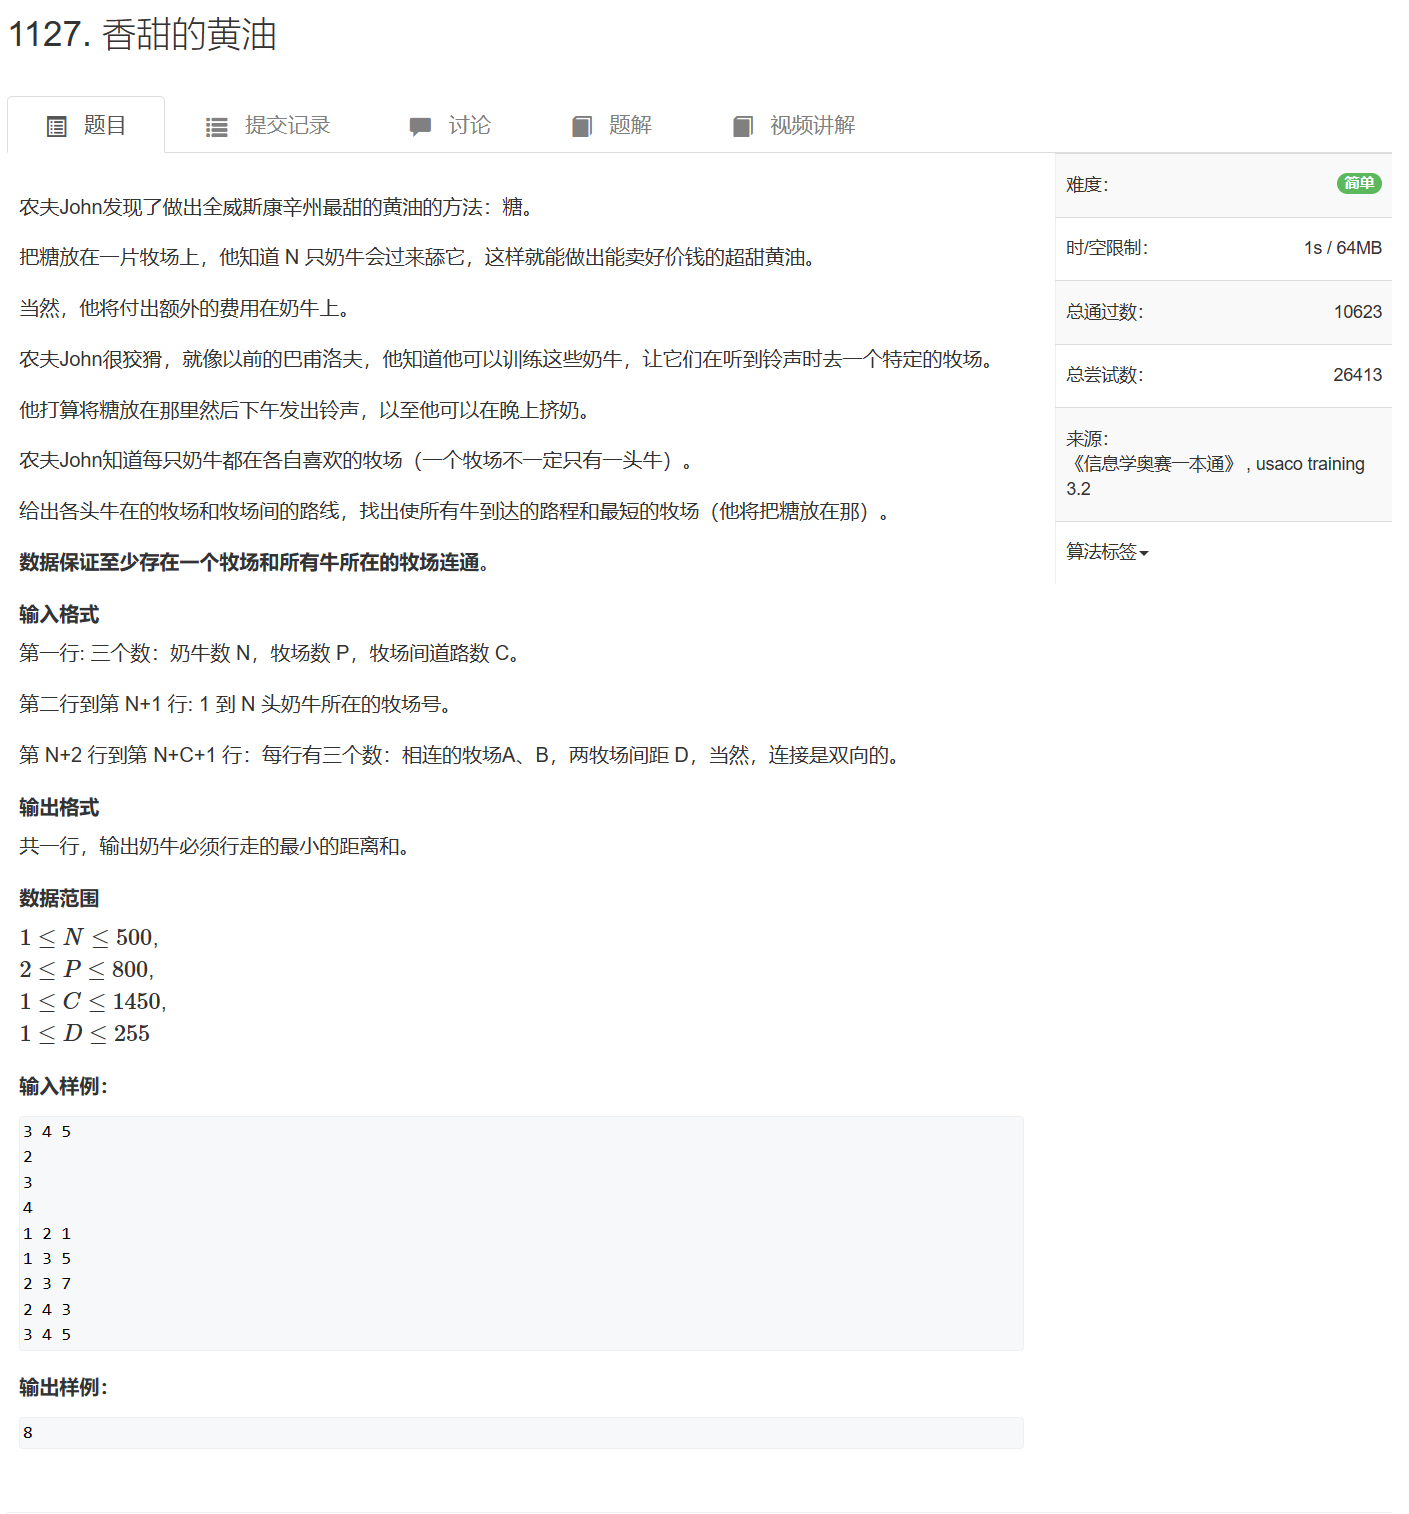 1127. 香甜的黄油
题目 提交记录 讨论 题解 视频讲解
农夫John发现了做出全威斯康辛州最甜的黄油的方法：糖。
把糖放在一片牧场上，他知道 N 只奶牛会过来舔它，这样就能做出能卖好价钱的超甜黄油。
当然，他将付出额外的费用在奶牛上。
农夫John很狡猾，就像以前的巴甫洛夫，他知道他可以训练这些奶牛，让它们在听到铃声时去一个特定的牧场。
他打算将糖放在那里然后下午发出铃声，以至他可以在晚上挤奶。
农夫John知道每只奶牛都在各自喜欢的牧场（一个牧场不一定只有一头牛）。
给出各头牛在的牧场和牧场间的路线，找出使所有牛到达的路程和最短的牧场（他将把糖放在那）。
数据保证至少存在一个牧场和所有牛所在的牧场连通。
输入格式
第一行: 三个数：奶牛数 N，牧场数 P，牧场间道路数 C。
第二行到第 N+1 行: 1 到 N 头奶牛所在的牧场号。
第 N+2 行到第 N+C+1 行：每行有三个数：相连的牧场A、B，两牧场间距 D，当然，连接是双向的。
输出格式
共一行，输出奶牛必须行走的最小的距离和。
数据范围
1 ≤ N ≤ 500,
2 ≤ P ≤ 800,
1 ≤ C ≤ 1450,
1 ≤ D ≤ 255
输入样例：
3 4 5
2
3
4
1 2 1
1 3 5
2 3 7
2 4 3
3 4 5
输出样例：
8
难度： 简单
时/空限制： 1s / 64MB
总通过数： 10623
总尝试数： 26413
来源：
《信息学奥赛一本通》 , usaco training
3.2
算法标签